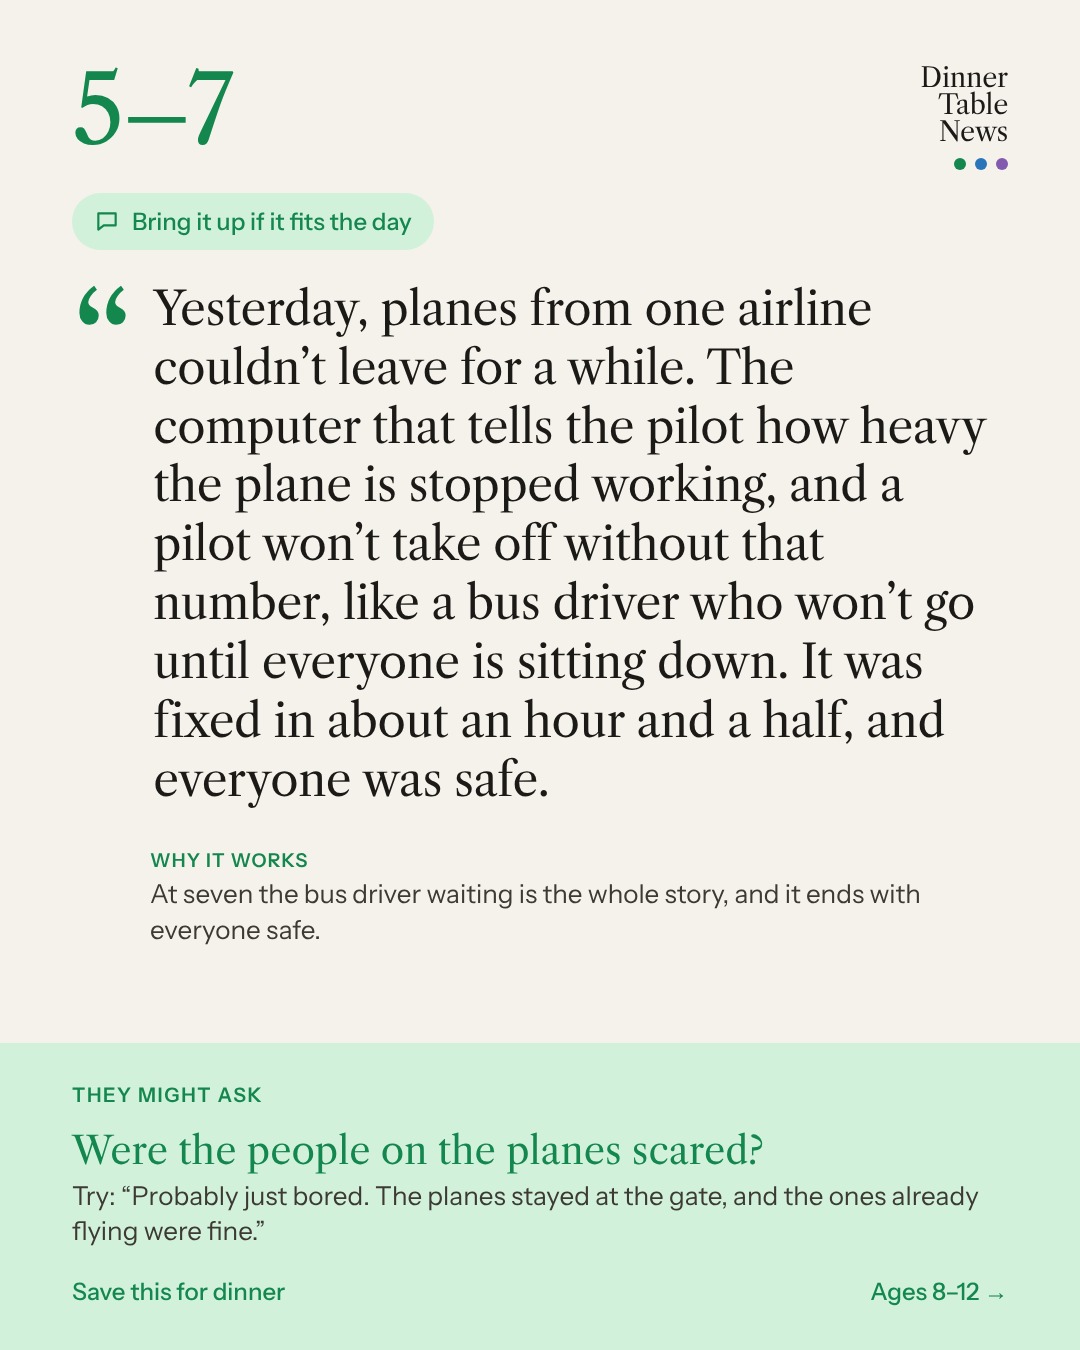 5–7
Dinner
Table
News
Bring it up if it fits the day
“Yesterday, planes from one airline
couldn’t leave for a while. The
computer that tells the pilot how heavy
the plane is stopped working, and a
pilot won’t take off without that
number, like a bus driver who won’t go
until everyone is sitting down. It was
fixed in about an hour and a half, and
everyone was safe.
WHY IT WORKS
At seven the bus driver waiting is the whole story, and it ends with
everyone safe.
THEY MIGHT ASK
Were the people on the planes scared?
Try: “Probably just bored. The planes stayed at the gate, and the ones already
flying were fine.”
Save this for dinner
Ages 8–12 →